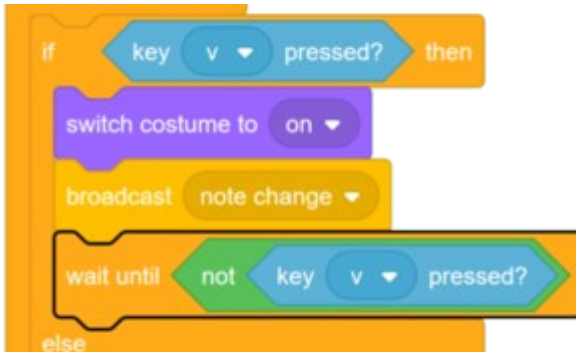 if key v pressed? then
switch costume to on
broadcast note change
wait until not key v pressed?
else